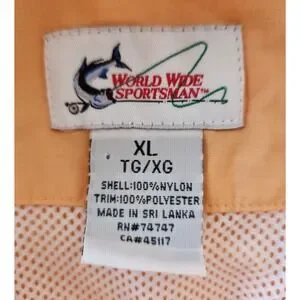 WORLD WIDE
SPORTSMAN™
XL
TG/XG
SHELL:100%NYLON
TRIM:100%POLYESTER
MADE IN SRI LANKA
RN#74747
CA#45117